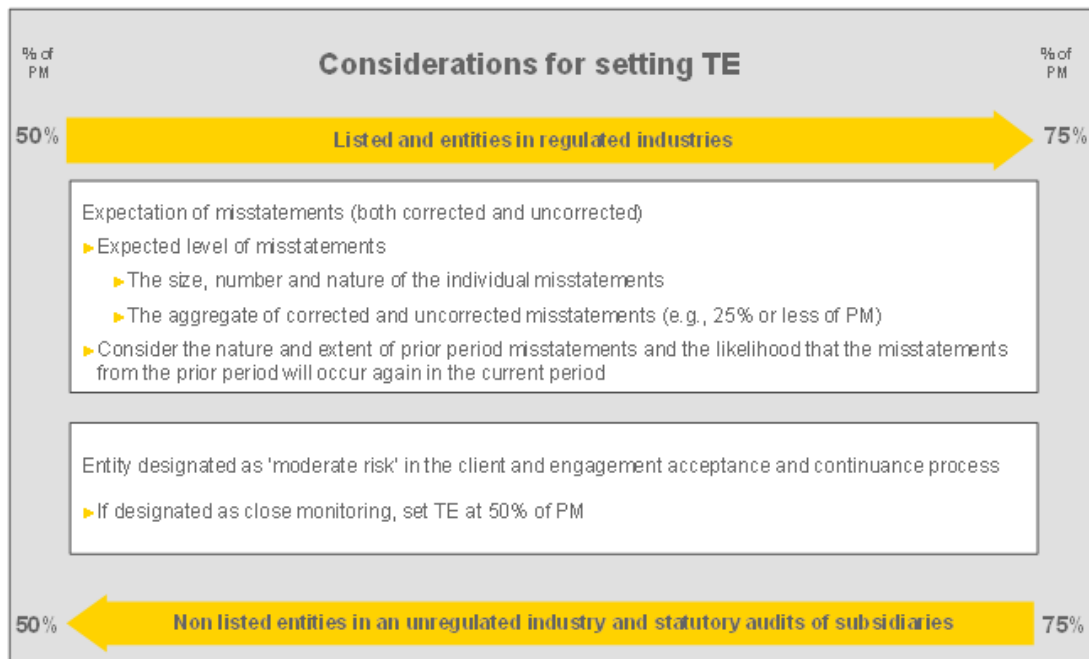 % of
PM
Considerations for setting TE
% of
PM
50%
Listed and entities in regulated industries
75%
Expectation of misstatements (both corrected and uncorrected)
Expected level of misstatements
The size, number and nature of the individual misstatements
The aggregate of corrected and uncorrected misstatements (e.g., 25% or less of PM)
Consider the nature and extent of prior period misstatements and the likelihood that the misstatements
from the prior period will occur again in the current period
Entity designated as 'moderate risk' in the client and engagement acceptance and continuance process
If designated as close monitoring, set TE at 50% of PM
50%
Non listed entities in an unregulated industry and statutory audits of subsidiaries
75%